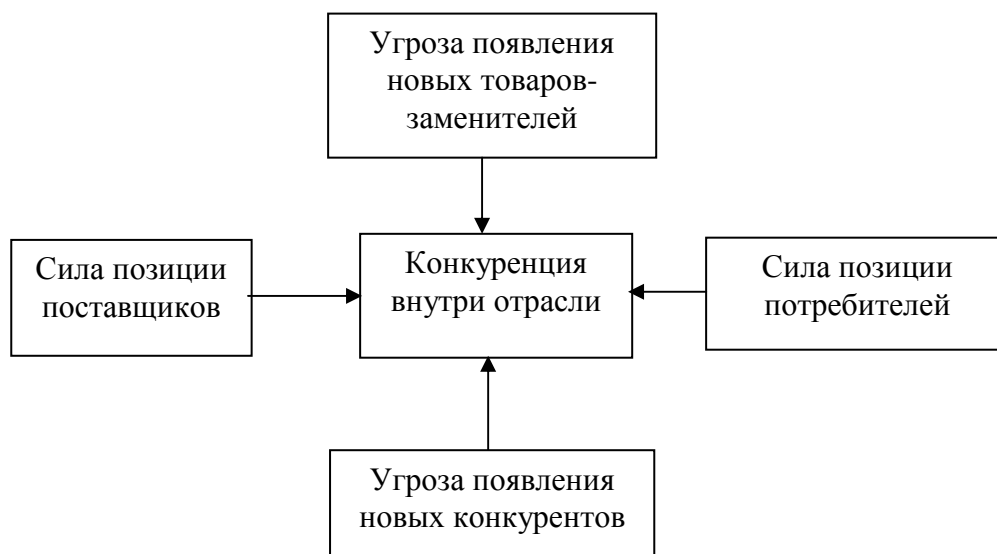 Угроза появления
новых товаров-
заменителей
Сила позиции
поставщиков
Конкуренция
внутри отрасли
Сила позиции
потребителей
Угроза появления
новых конкурентов